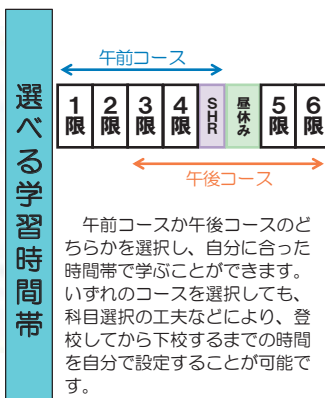 選べる学習時間帯
午前コース
1限 2限 3限 4限 SHR 昼休み 5限 6限
午後コース
午前コースか午後コースのど
ちらかを選択し、自分に合った
時間帯で学ぶことができます。
いずれのコースを選択しても、
科目選択の工夫などにより、登
校してから下校するまでの時間
を自分で設定することが可能で
す。